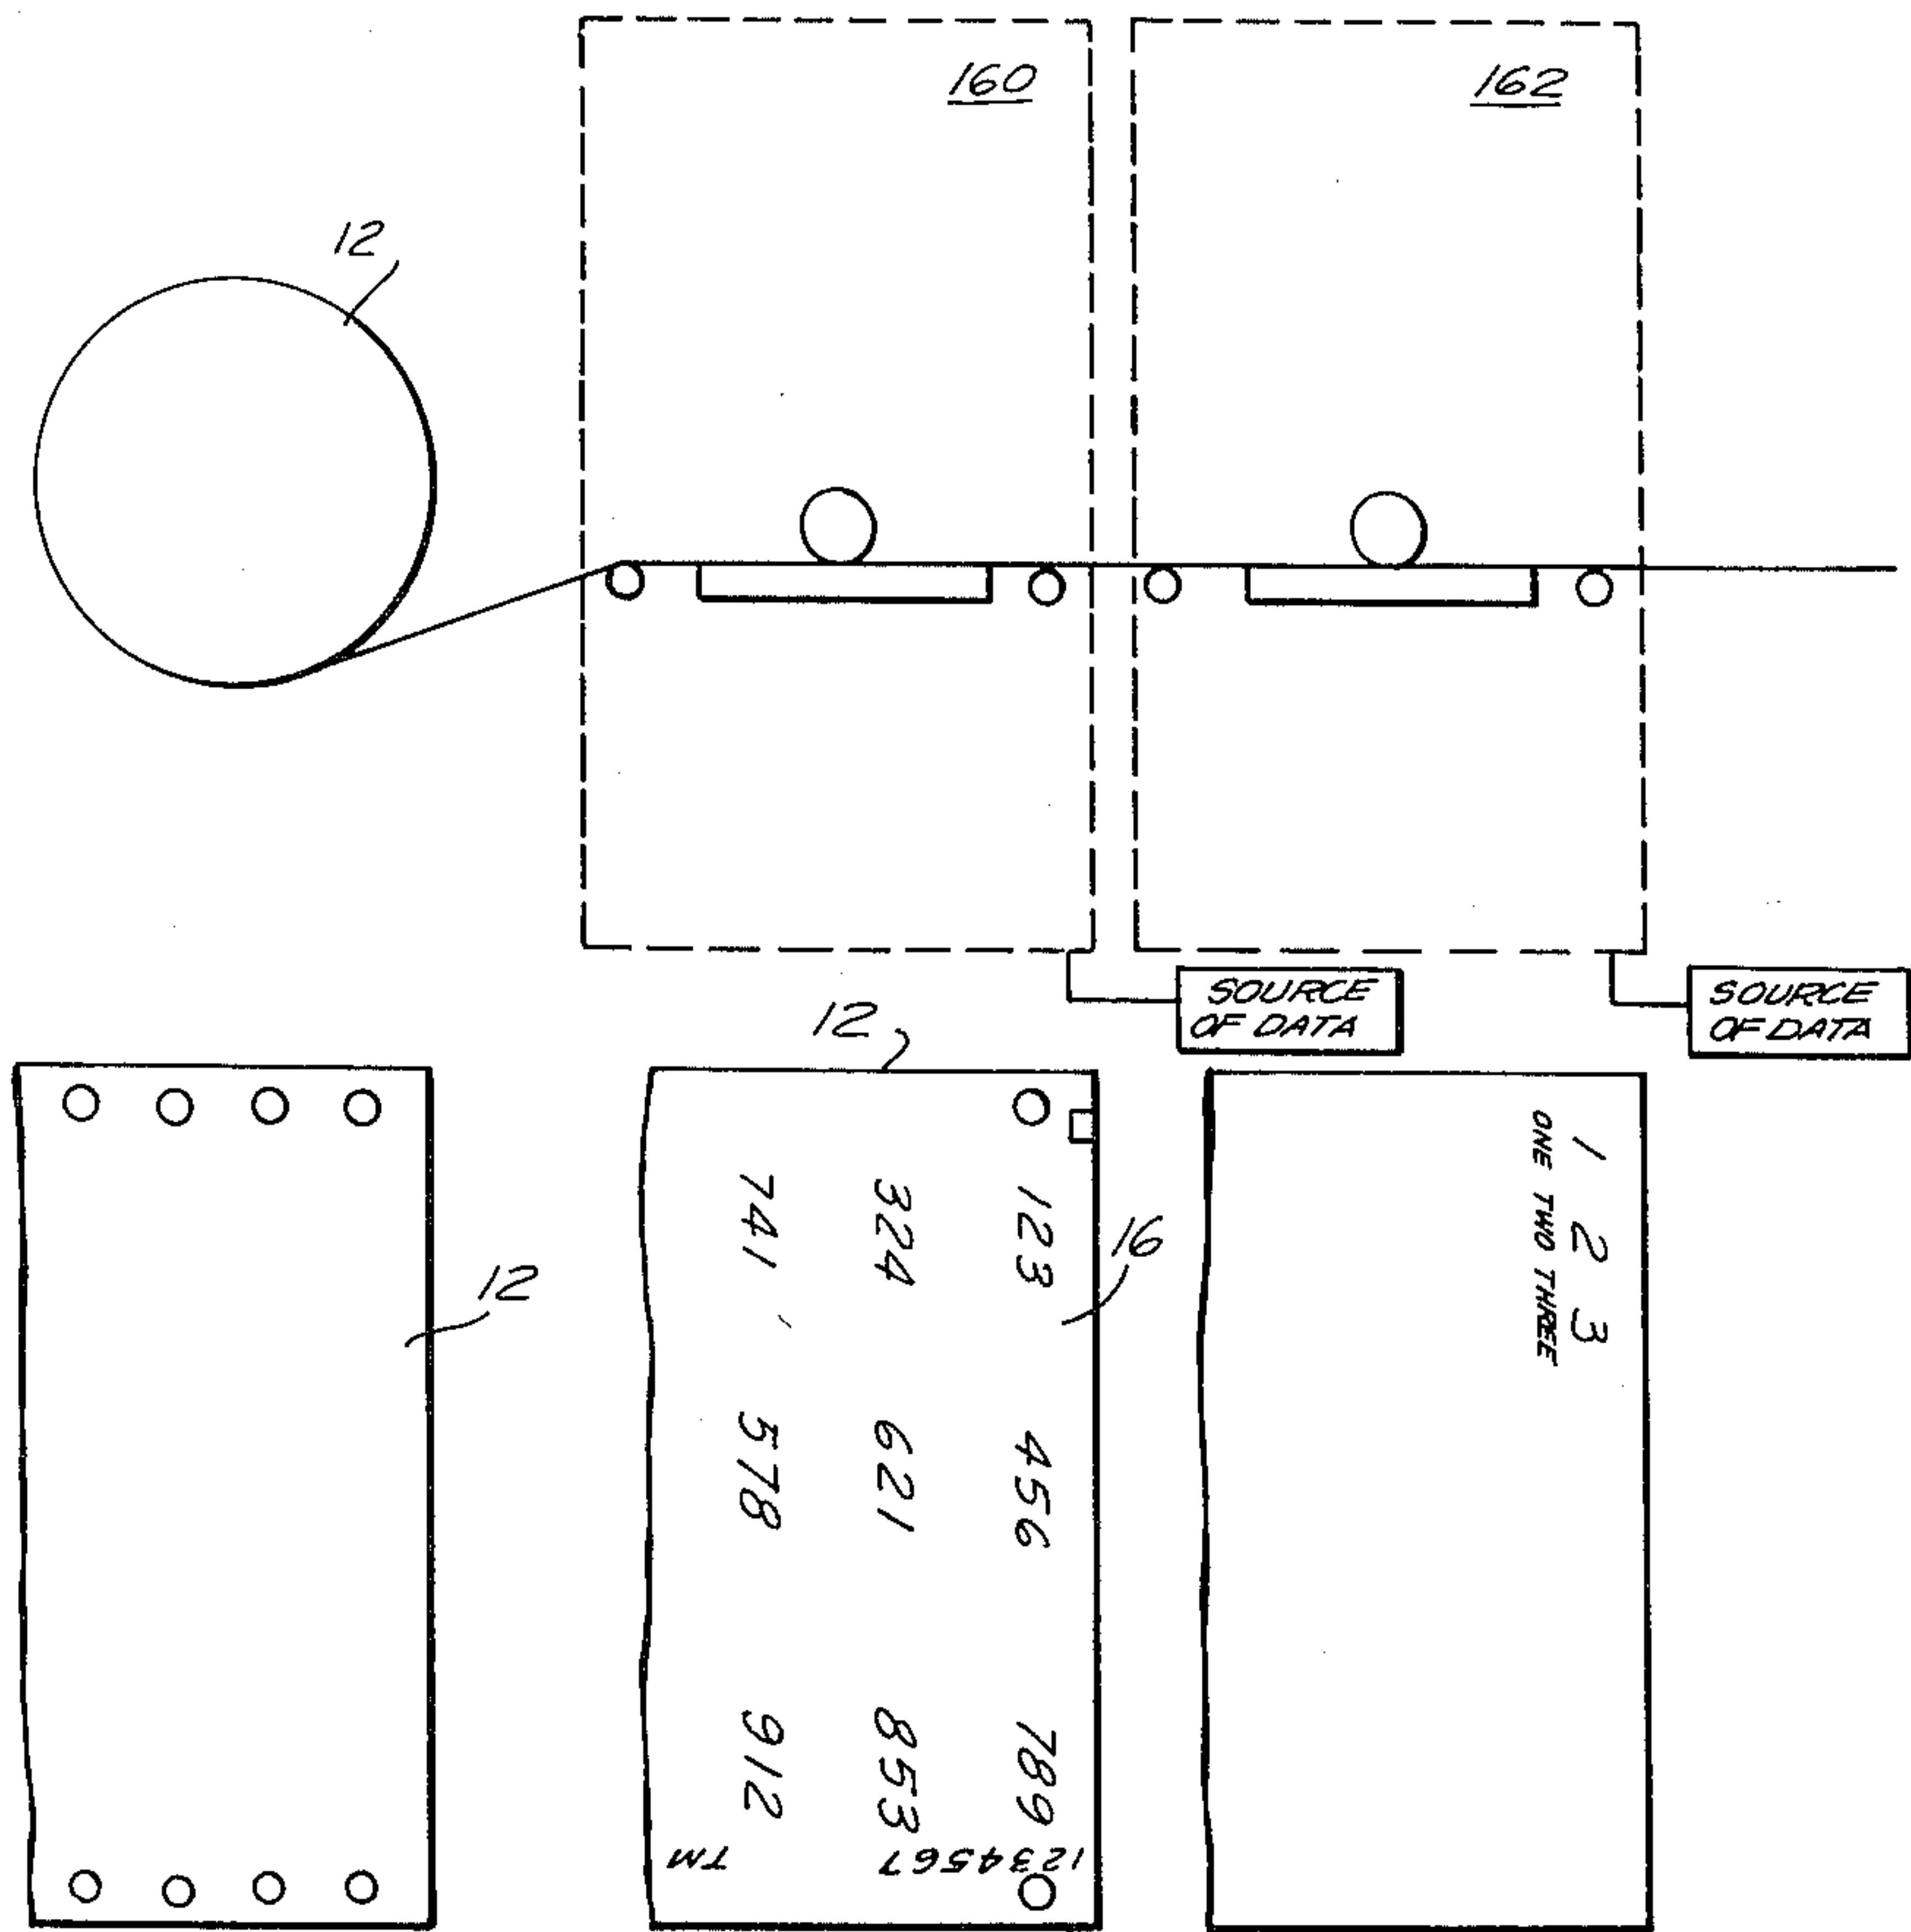 160
162
12
SOURCE
OF DATA
SOURCE
OF DATA
12
12
16
123 456 789
324 621 853
741 578 912
1234567
TM
1 2 3
ONE TWO THREE